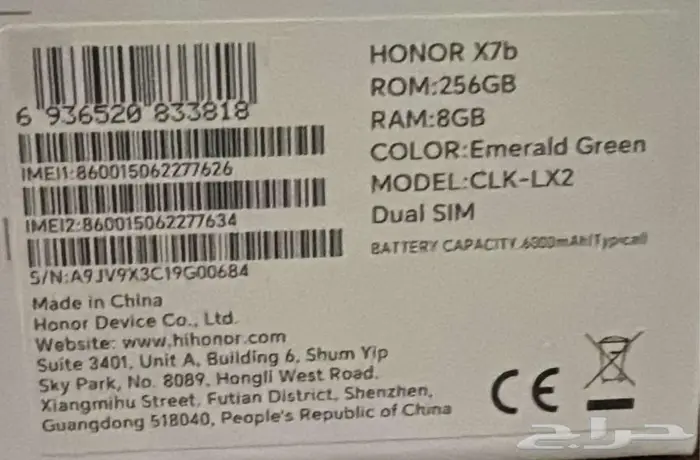 6 936520 833818
IMEI1:860015062277626
IMEI2:860015062277634
S/N:A9JV9X3C19G00684
Made in China
Honor Device Co., Ltd.
Website: www.hihonor.com
Suite 3401, Unit A, Building 6, Shum Yip
Sky Park, No. 8089, Hongli West Road,
Xiangmihu Street, Futian District, Shenzhen,
Guangdong 518040, People's Republic of China
HONOR X7b
ROM:256GB
RAM:8GB
COLOR:Emerald Green
MODEL:CLK-LX2
Dual SIM
BATTERY CAPACITY:6000mAh(Typical)
CE
حراج